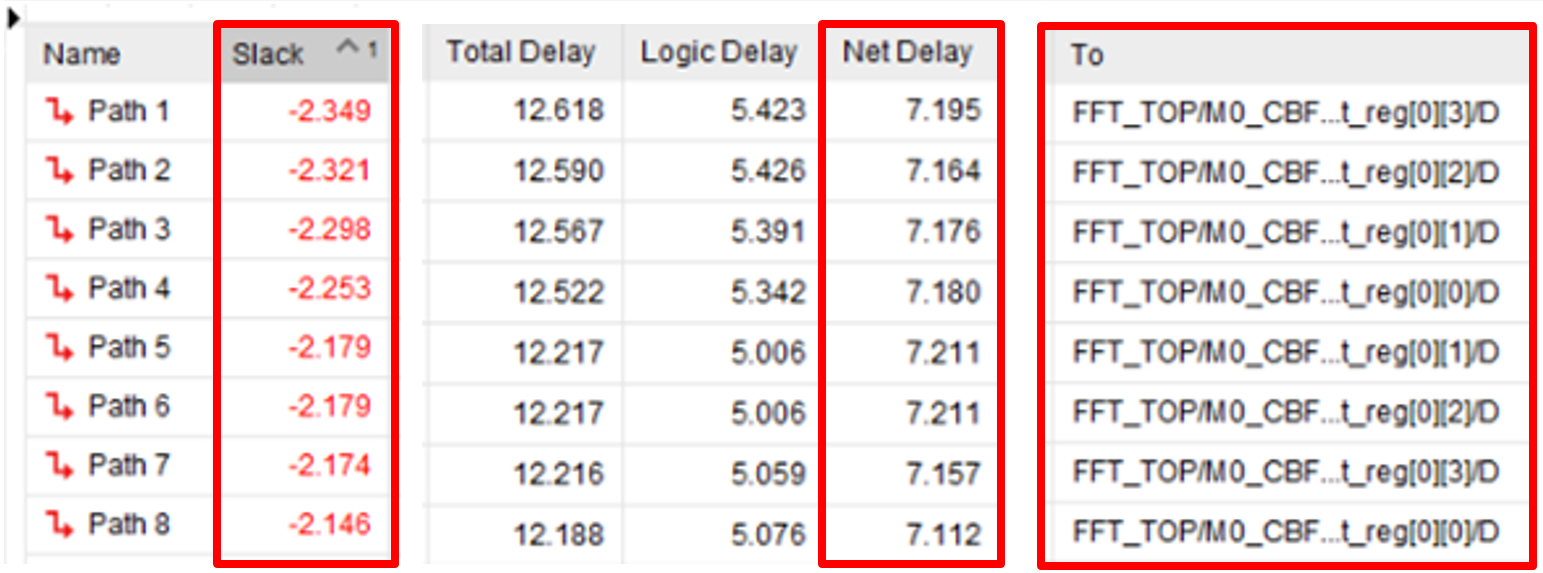 Name Slack 1 Total Delay Logic Delay Net Delay To
Path 1 -2.349 12.618 5.423 7.195 FFT_TOP/M0_CBF...t_reg[0][3]/D
Path 2 -2.321 12.590 5.426 7.164 FFT_TOP/M0_CBF...t_reg[0][2]/D
Path 3 -2.298 12.567 5.391 7.176 FFT_TOP/M0_CBF...t_reg[0][1]/D
Path 4 -2.253 12.522 5.342 7.180 FFT_TOP/M0_CBF...t_reg[0][0]/D
Path 5 -2.179 12.217 5.006 7.211 FFT_TOP/M0_CBF...t_reg[0][1]/D
Path 6 -2.179 12.217 5.006 7.211 FFT_TOP/M0_CBF...t_reg[0][2]/D
Path 7 -2.174 12.216 5.059 7.157 FFT_TOP/M0_CBF...t_reg[0][3]/D
Path 8 -2.146 12.188 5.076 7.112 FFT_TOP/M0_CBF...t_reg[0][0]/D